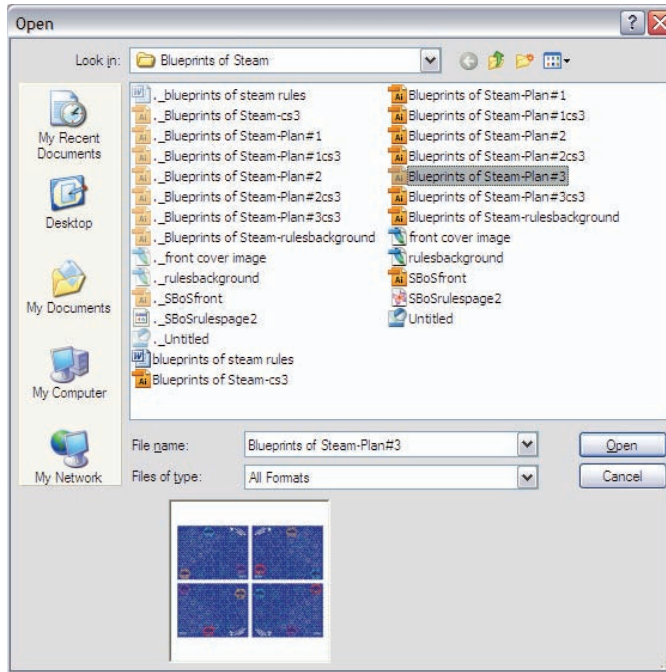 Open
Look in:
Blueprints of Steam
My Recent
Documents
Desktop
My Documents
My Computer
My Network
._blueprints of steam rules
._Blueprints of Steam-cs3
._Blueprints of Steam-Plan#1
._Blueprints of Steam-Plan#1cs3
._Blueprints of Steam-Plan#2
._Blueprints of Steam-Plan#2cs3
._Blueprints of Steam-Plan#3cs3
._Blueprints of Steam-rulesbackground
._front cover image
._rulesbackground
._SBoSfront
._SBoSrulespage2
._Untitled
blueprints of steam rules
Blueprints of Steam-cs3
Blueprints of Steam-Plan#1
Blueprints of Steam-Plan#1cs3
Blueprints of Steam-Plan#2
Blueprints of Steam-Plan#2cs3
Blueprints of Steam-Plan#3
Blueprints of Steam-Plan#3cs3
Blueprints of Steam-rulesbackground
front cover image
rulesbackground
SBoSfront
SBoSrulespage2
Untitled
File name:
Blueprints of Steam-Plan#3
Open
Files of type:
All Formats
Cancel